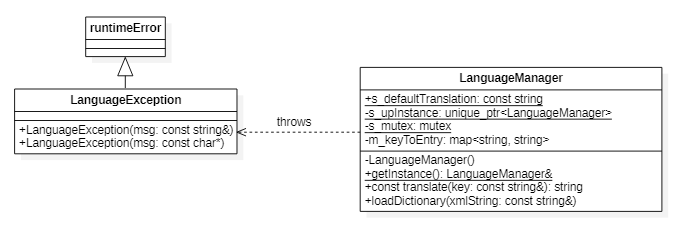 runtimeError
LanguageException
+LanguageException(msg: const string&)
+LanguageException(msg: const char*)
throws
LanguageManager
+s_defaultTranslation: const string
-s_upInstance: unique_ptr<LanguageManager>
-s_mutex: mutex
-m_keyToEntry: map<string, string>
-LanguageManager()
+getInstance(): LanguageManager&
+const translate(key: const string&): string
+loadDictionary(xmlString: const string&)